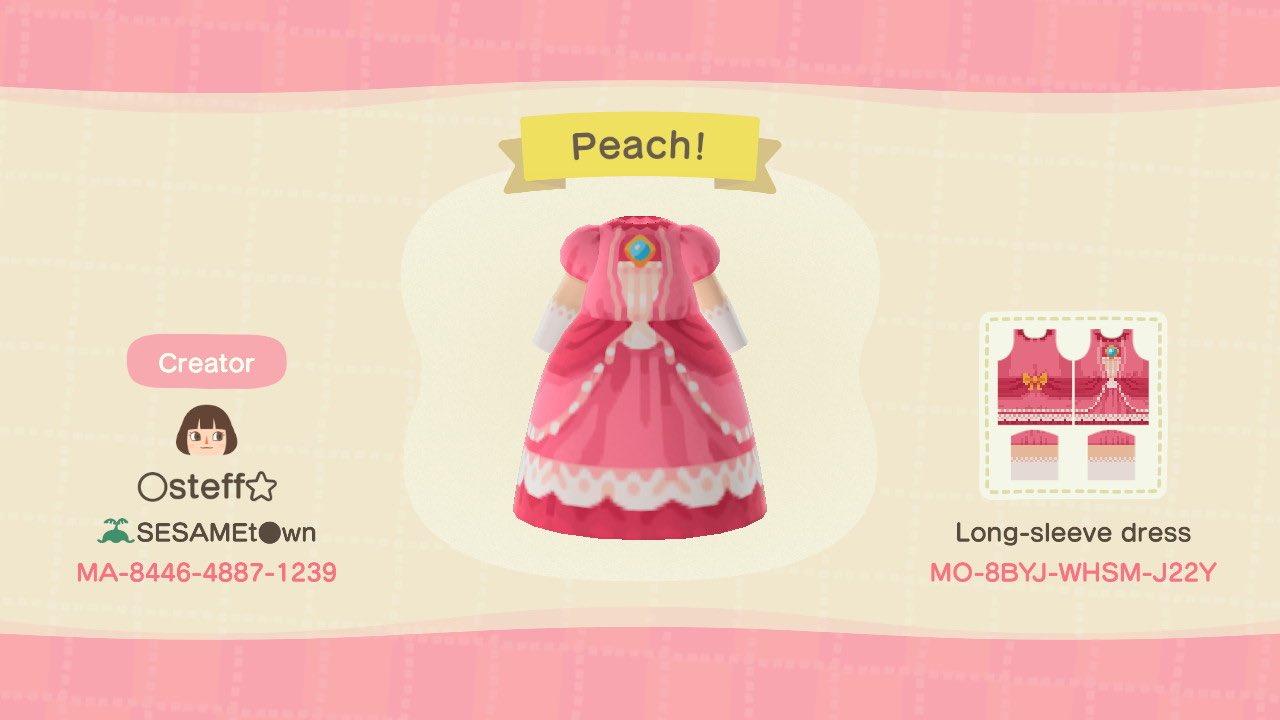 Peach!
Creator
○steff☆
SESAMEt●wn
MA-8446-4887-1239
Long-sleeve dress
MO-8BYJ-WHSM-J22Y